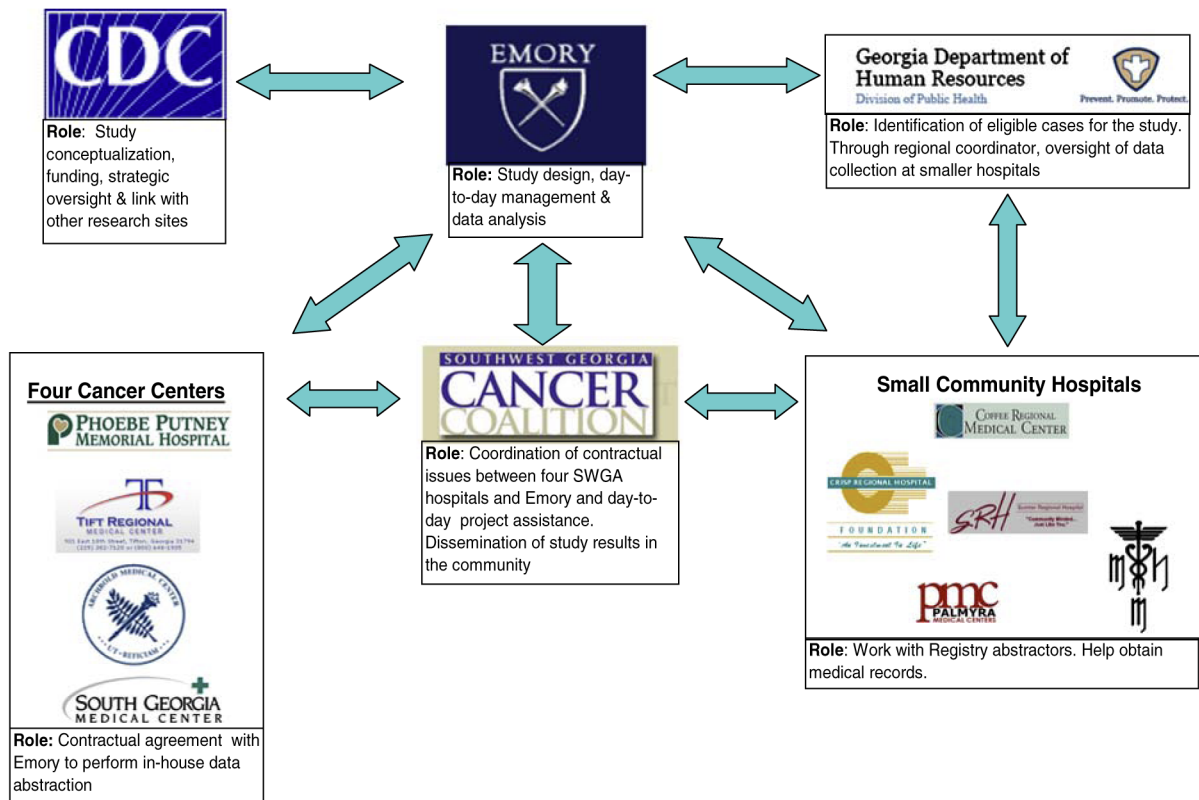 CDC
Role: Study
conceptualization,
funding, strategic
oversight & link with
other research sites
EMORY
Role: Study design, day-
to-day management &
data analysis
Georgia Department of
Human Resources
Division of Public Health
Prevent. Promote. Protect.
Role: Identification of eligible cases for the study.
Through regional coordinator, oversight of data
collection at smaller hospitals
Four Cancer Centers
PHOEBE PUTNEY
MEMORIAL HOSPITAL
TIFT REGIONAL
MEDICAL CENTER
ARCHBOLD MEDICAL CENTER
SOUTH GEORGIA
MEDICAL CENTER
Role: Contractual agreement with
Emory to perform in-house data
abstraction
SOUTHWEST GEORGIA
CANCER
COALITION
Role: Coordination of contractual
issues between four SWGA
hospitals and Emory and day-to-
day project assistance.
Dissemination of study results in
the community
Small Community Hospitals
COFFEE REGIONAL
MEDICAL CENTER
CRISP REGIONAL HOSPITAL
FOUNDATION
"An Investment To Life"
SRH
Sumter Regional Hospital
"Community Minded...
Just Like You."
pmc
PALMYRA
MEDICAL CENTERS
Role: Work with Registry abstractors. Help obtain
medical records.